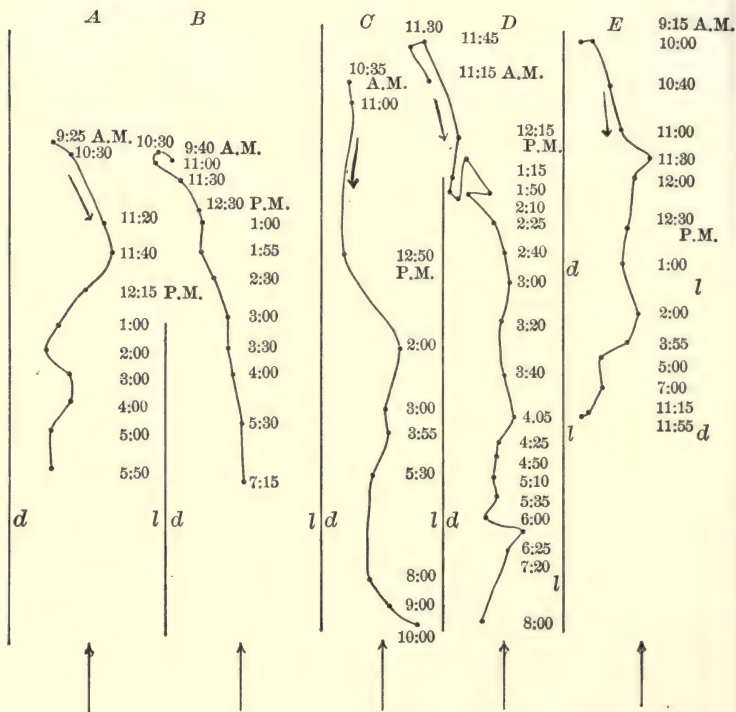 A
9:25 A.M.
10:30
11:20
11:40
12:15 P.M.
1:00
2:00
3:00
4:00
5:00
5:50
d
l
B
10:30
9:40 A.M.
11:00
11:30
12:30 P.M.
1:00
1:55
2:30
3:00
3:30
4:00
5:30
7:15
d
l
C
10:35
A.M.
11:00
12:50
P.M.
2:00
3:00
3:55
5:30
8:00
9:00
10:00
d
l
D
11.30
11:45
11:15 A.M.
12:15
P.M.
1:15
1:50
2:10
2:25
2:40
3:00
3:20
3:40
4.05
4:25
4:50
5:10
5:35
6:00
6:25
7:20
8:00
d
l
E
9:15 A.M.
10:00
10:40
11:00
11:30
12:00
12:30
P.M.
1:00
2:00
3:55
5:00
7:00
11:15
11:55
d
l
l
d